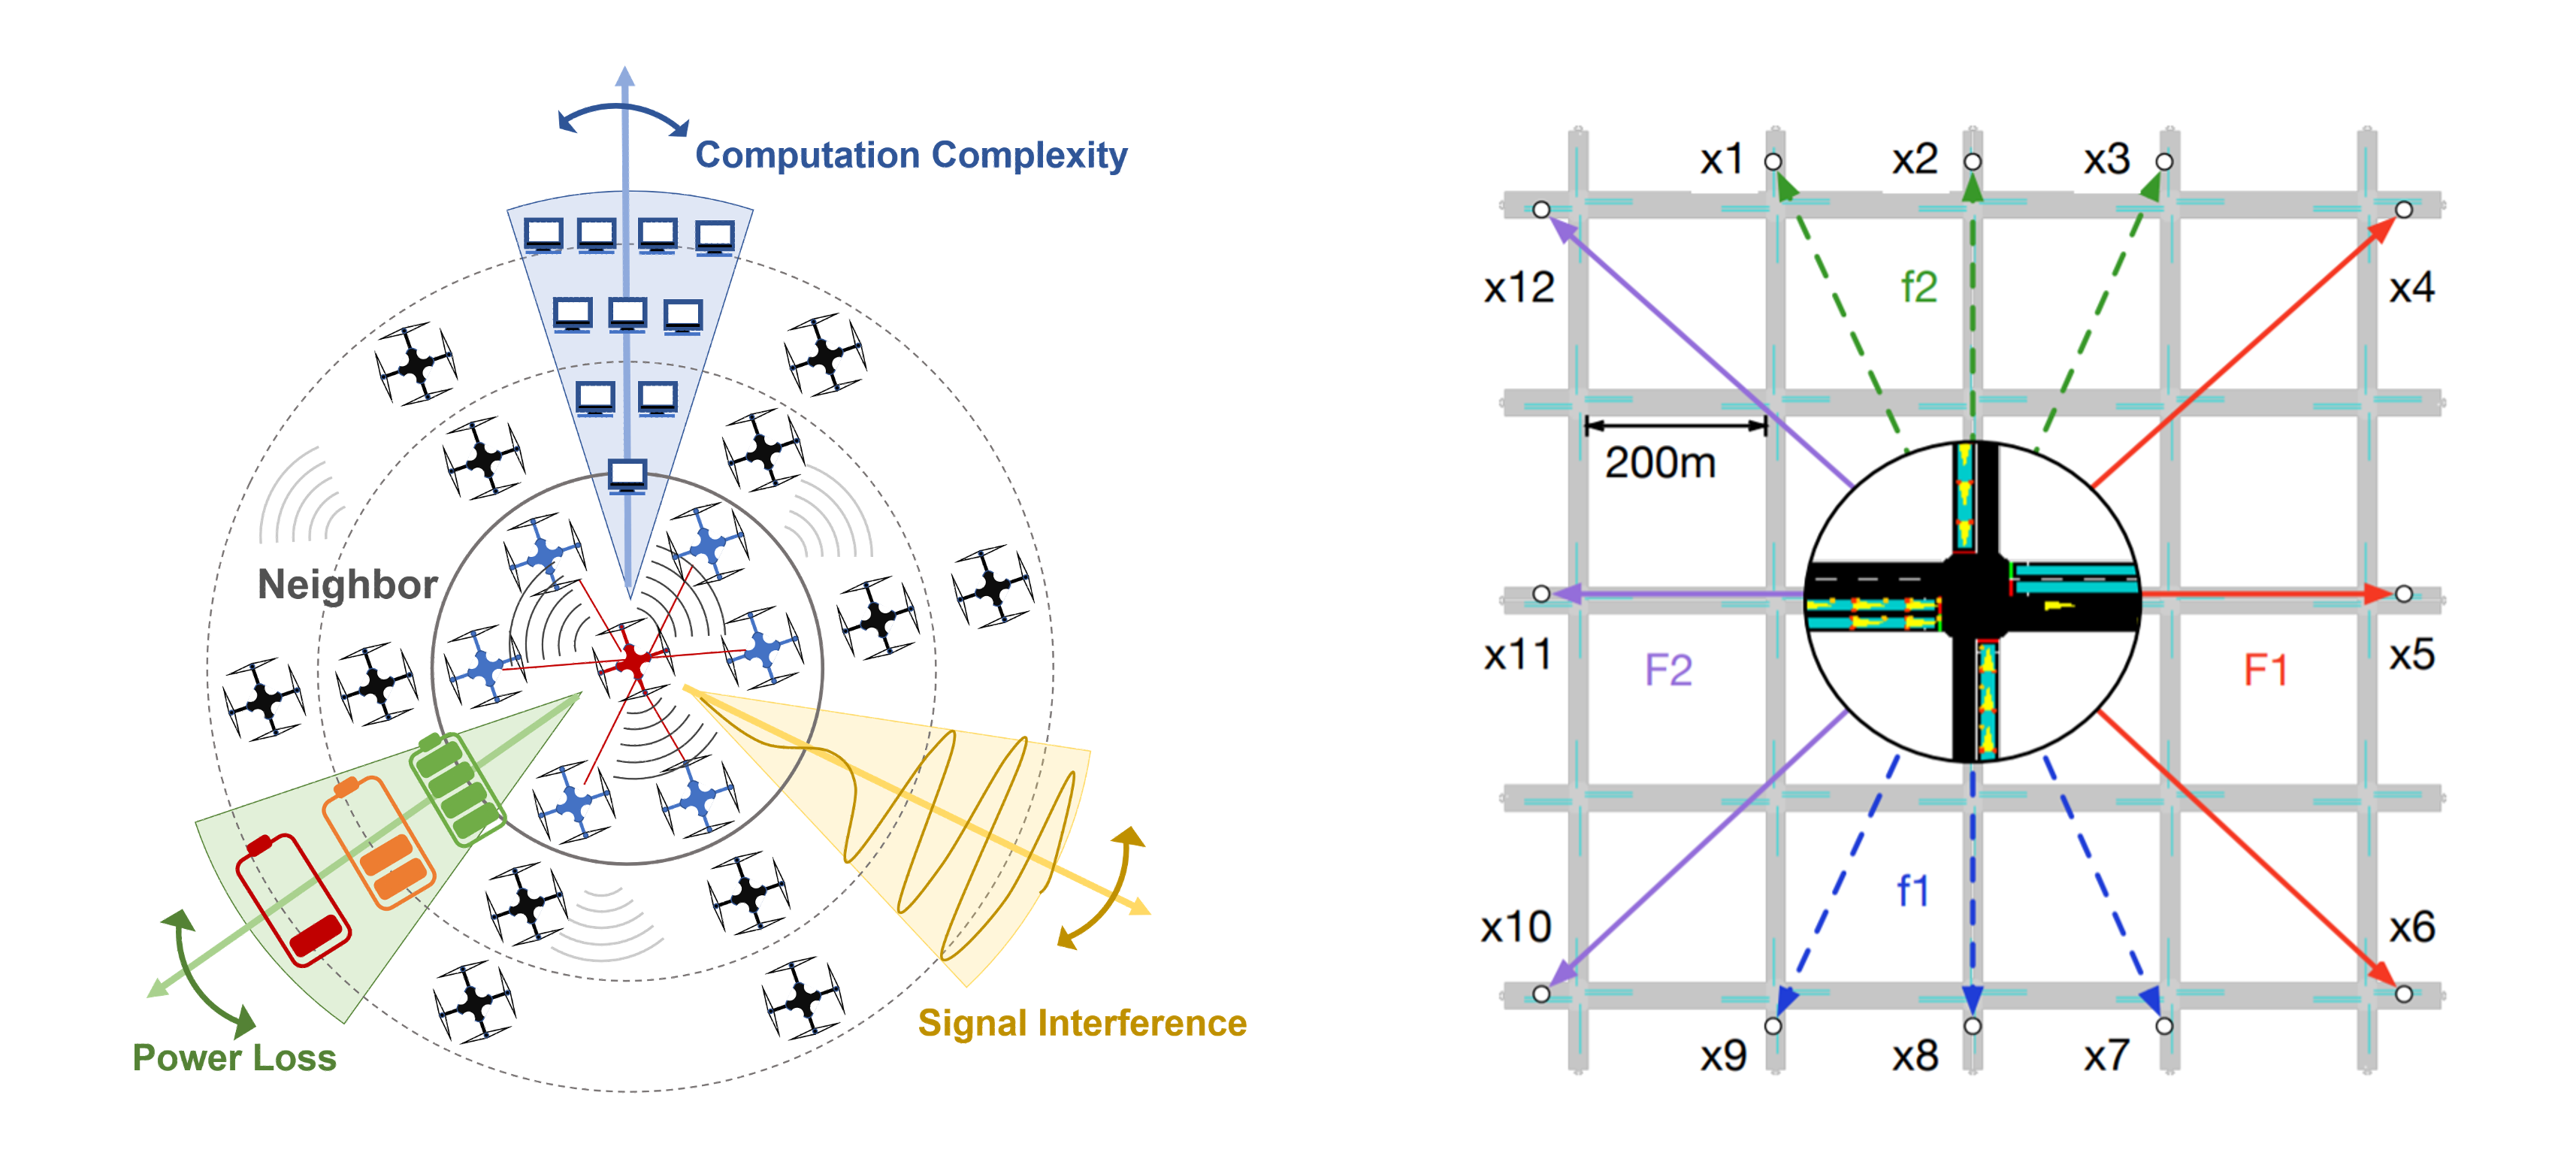 Computation Complexity
Neighbor
Power Loss
Signal Interference
x1
x2
x3
x12
f2
x4
200m
x11
F2
F1
x5
x10
f1
x6
x9
x8
x7